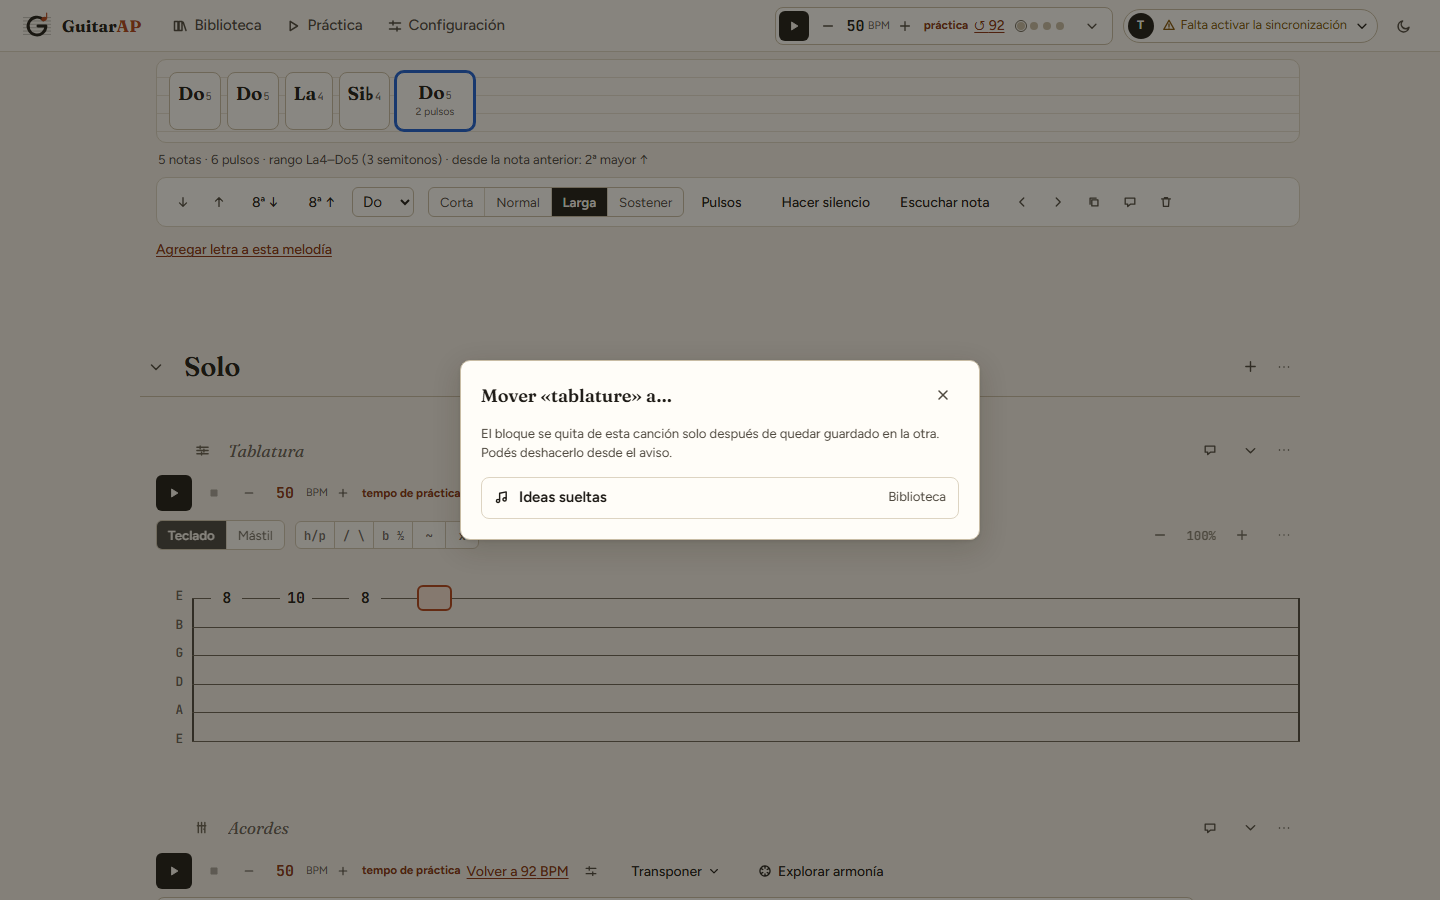 GuitarAP Biblioteca Práctica Configuración 50 BPM práctica 92 T Falta activar la sincronización
Do5 Do5 La4 Si♭4 Do5
2 pulsos
5 notas · 6 pulsos · rango La4–Do5 (3 semitonos) · desde la nota anterior: 2ª mayor ↑
↓ ↑ 8ª ↓ 8ª ↑ Do Corta Normal Larga Sostener Pulsos Hacer silencio Escuchar nota
Agregar letra a esta melodía
Solo
Mover «tablature» a...
El bloque se quita de esta canción solo después de quedar guardado en la otra.
Podés deshacerlo desde el aviso.
Ideas sueltas Biblioteca
Tablatura
50 BPM tempo de práctica
Teclado Mástil h/p / \ b ½ ~ 100%
E 8 10 8
B
G
D
A
E
Acordes
50 BPM tempo de práctica Volver a 92 BPM Transponer Explorar armonía